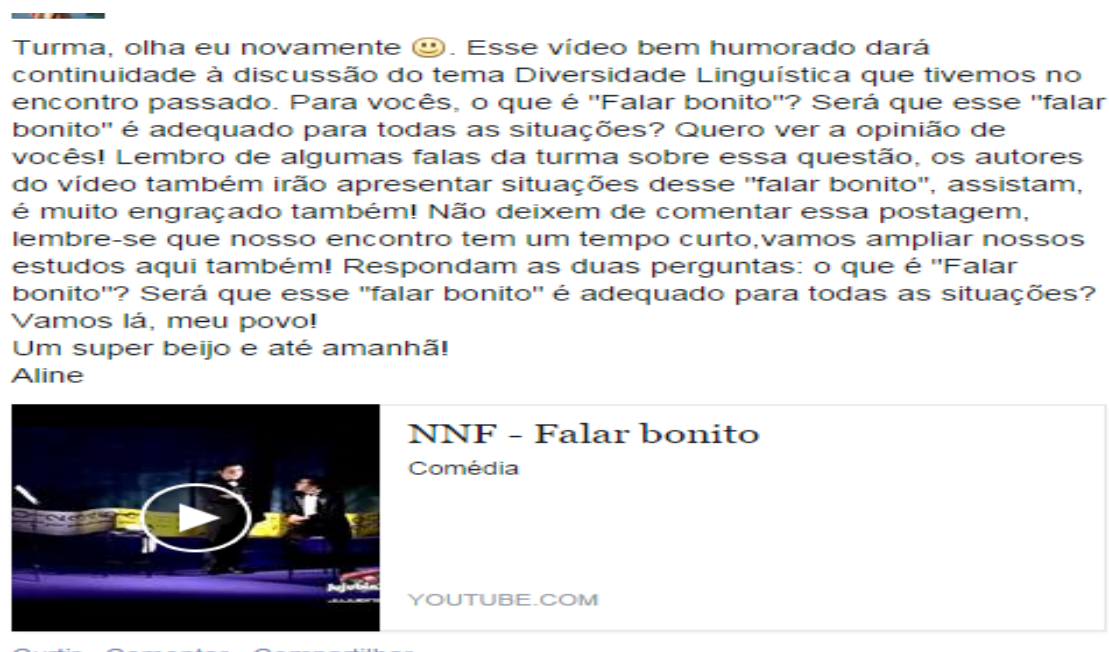 Turma, olha eu novamente 🙂. Esse vídeo bem humorado dará
continuidade à discussão do tema Diversidade Linguística que tivemos no
encontro passado. Para vocês, o que é "Falar bonito"? Será que esse "falar
bonito" é adequado para todas as situações? Quero ver a opinião de
vocês! Lembro de algumas falas da turma sobre essa questão, os autores
do vídeo também irão apresentar situações desse "falar bonito", assistam,
é muito engraçado também! Não deixem de comentar essa postagem,
lembre-se que nosso encontro tem um tempo curto,vamos ampliar nossos
estudos aqui também! Respondam as duas perguntas: o que é "Falar
bonito"? Será que esse "falar bonito" é adequado para todas as situações?
Vamos lá, meu povo!
Um super beijo e até amanhã!
Aline
NNF - Falar bonito
Comédia
YOUTUBE.COM
Curtir · Comentar · Compartilhar